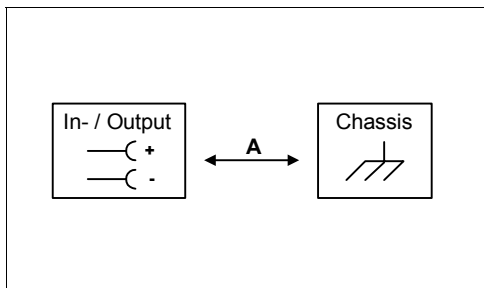 In- / Output
+
-
A
Chassis